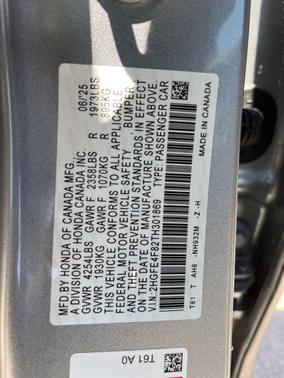 MFD. BY HONDA OF CANADA MFG. 06/25
A DIVISION OF HONDA CANADA INC.
GVWR 4254LBS GAWR F 2358LBS R 1973LBS
GVWR 1930KG GAWR F 1070KG R 895KG
THIS VEHICLE CONFORMS TO ALL APPLICABLE
FEDERAL MOTOR VEHICLE SAFETY, BUMPER,
AND THEFT PREVENTION STANDARDS IN EFFECT
ON THE DATE OF MANUFACTURE SHOWN ABOVE.
V.I.N.:2HGFE4F82TH301869 TYPE:PASSENGER CAR
T61 T AH6 -NH932M -Z -H
MADE IN CANADA
T61 A0